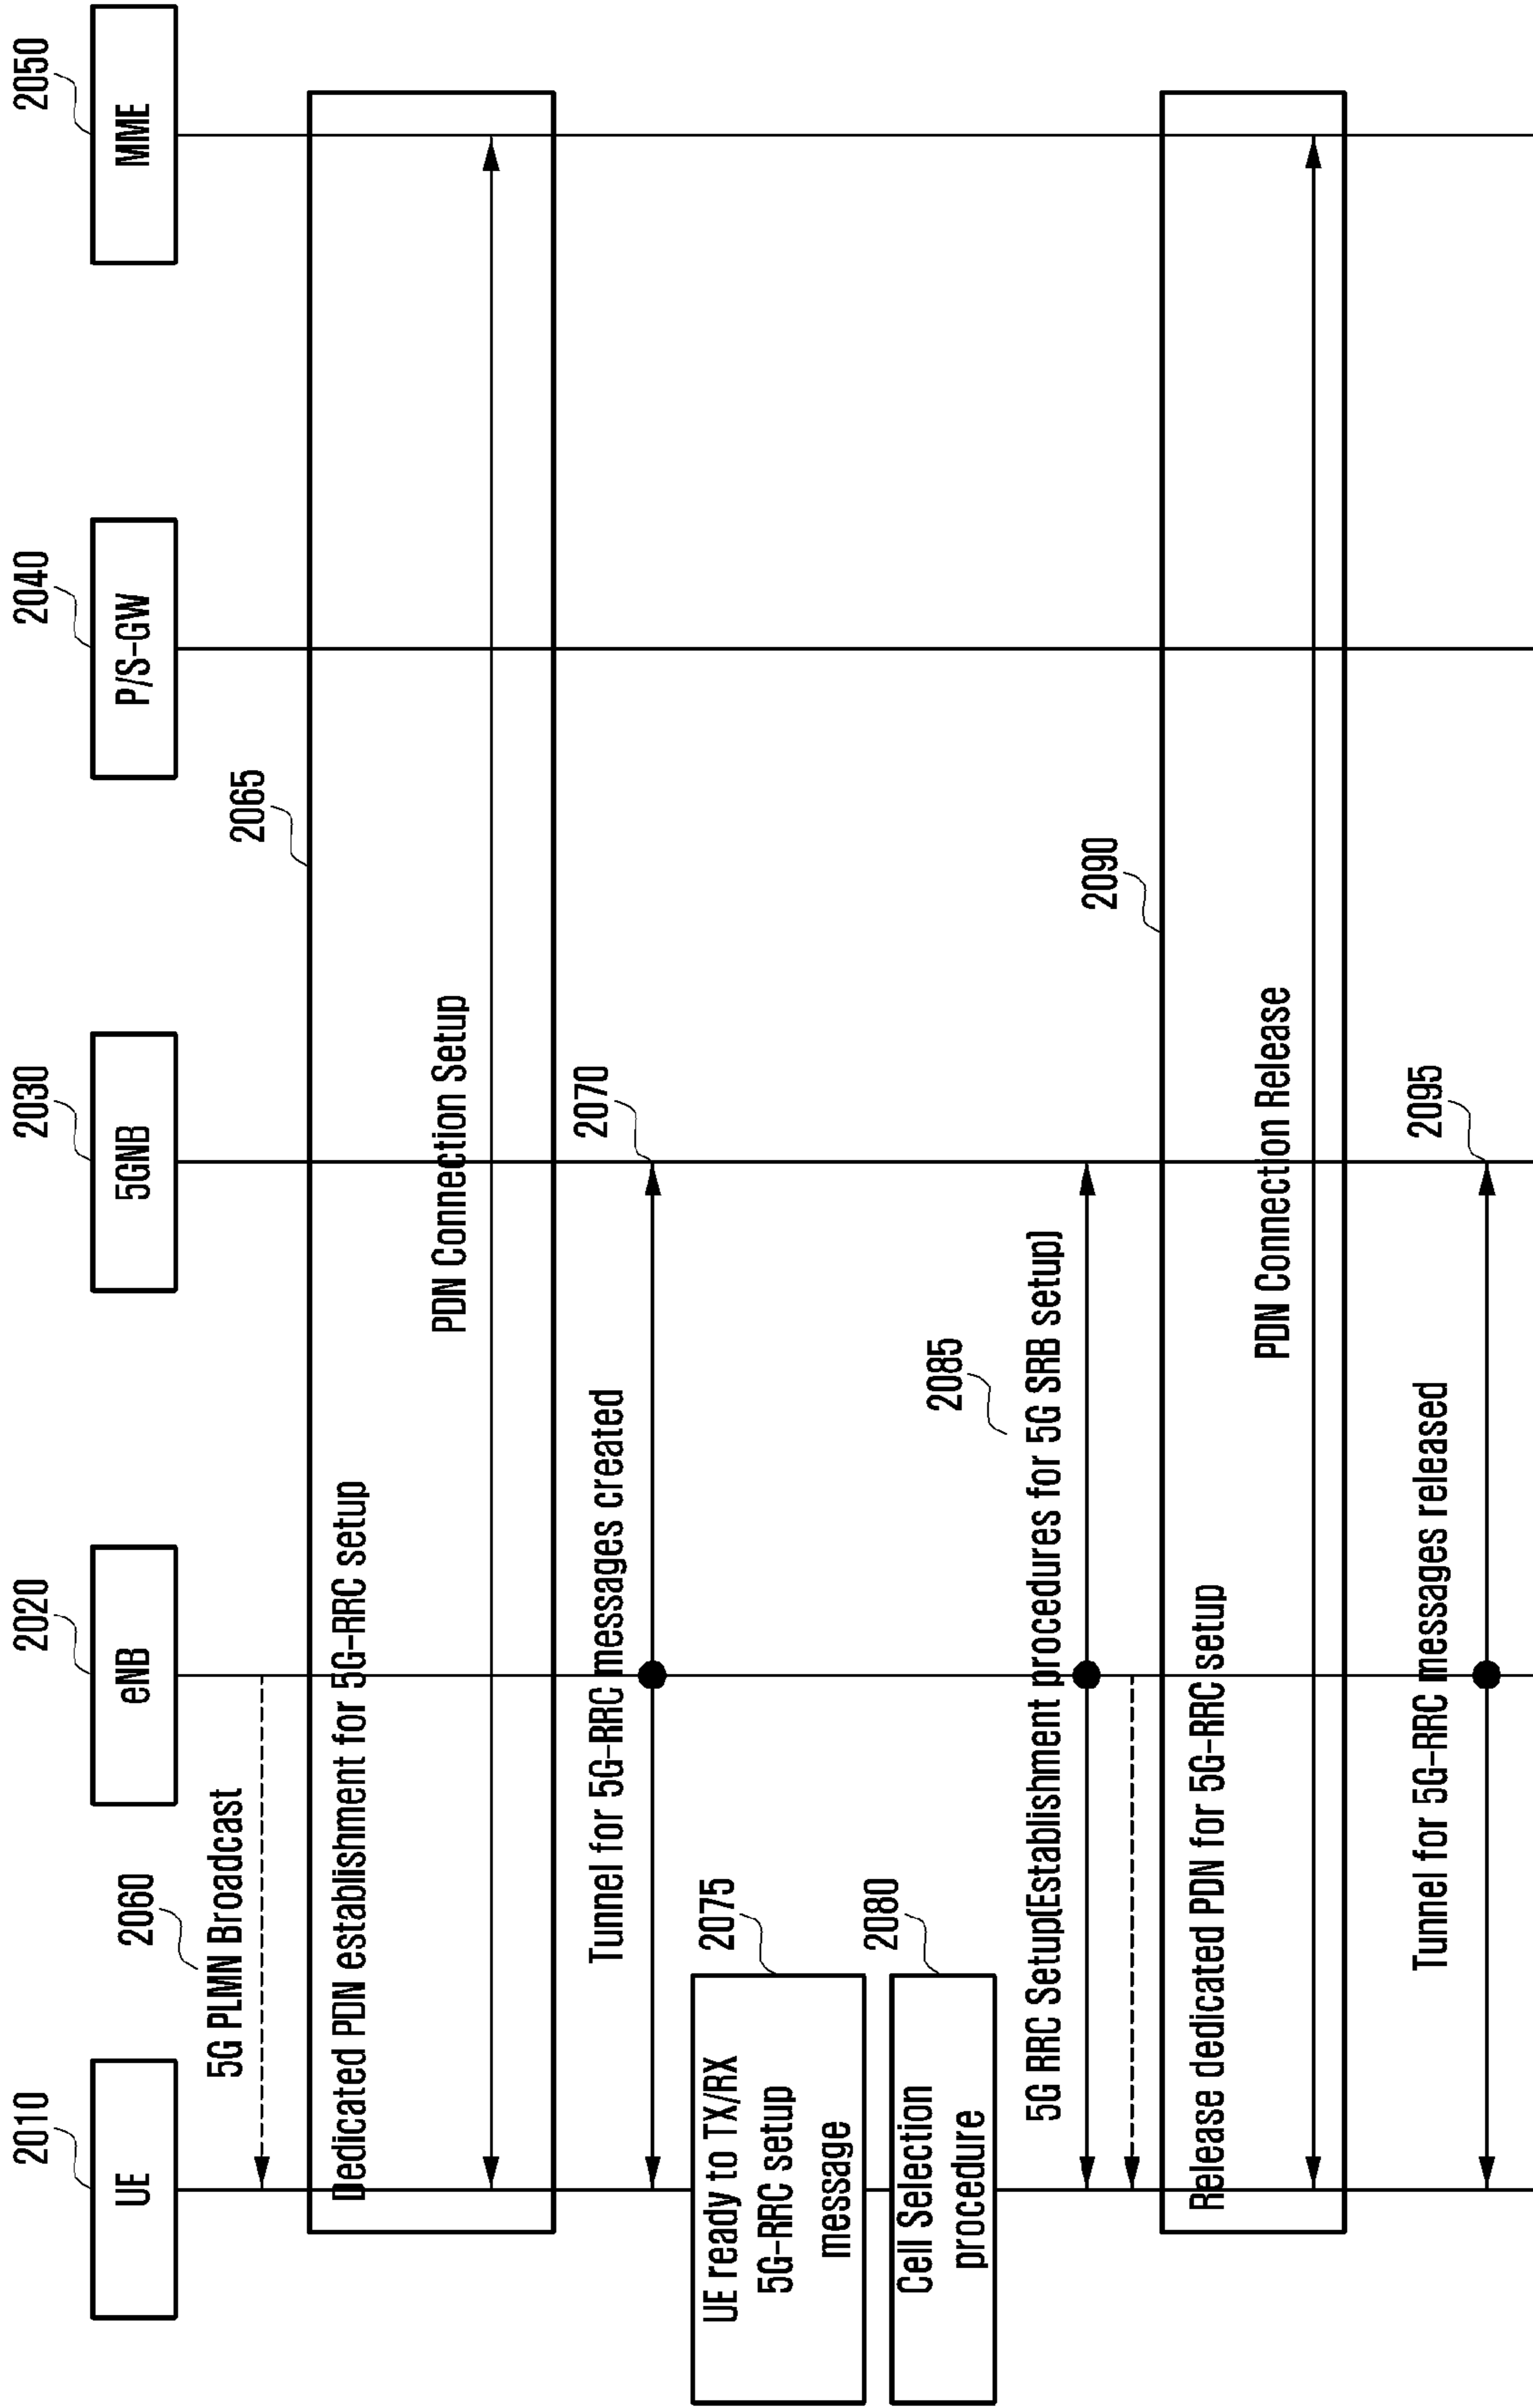 2010
2020
2030
2040
2050
UE
eNB
5GNB
P/S-GW
MME
2060
5G PLMN Broadcast
2065
Dedicated PDN establishment for 5G-RRC setup
PDN Connection Setup
2070
Tunnel for 5G-RRC messages created
2075
UE ready to TX/RX
5G-RRC setup
message
2080
Cell Selection
procedure
2085
5G RRC Setup(Establishment procedures for 5G SRB setup)
2090
Release dedicated PDN for 5G-RRC setup
PDN Connection Release
2095
Tunnel for 5G-RRC messages released